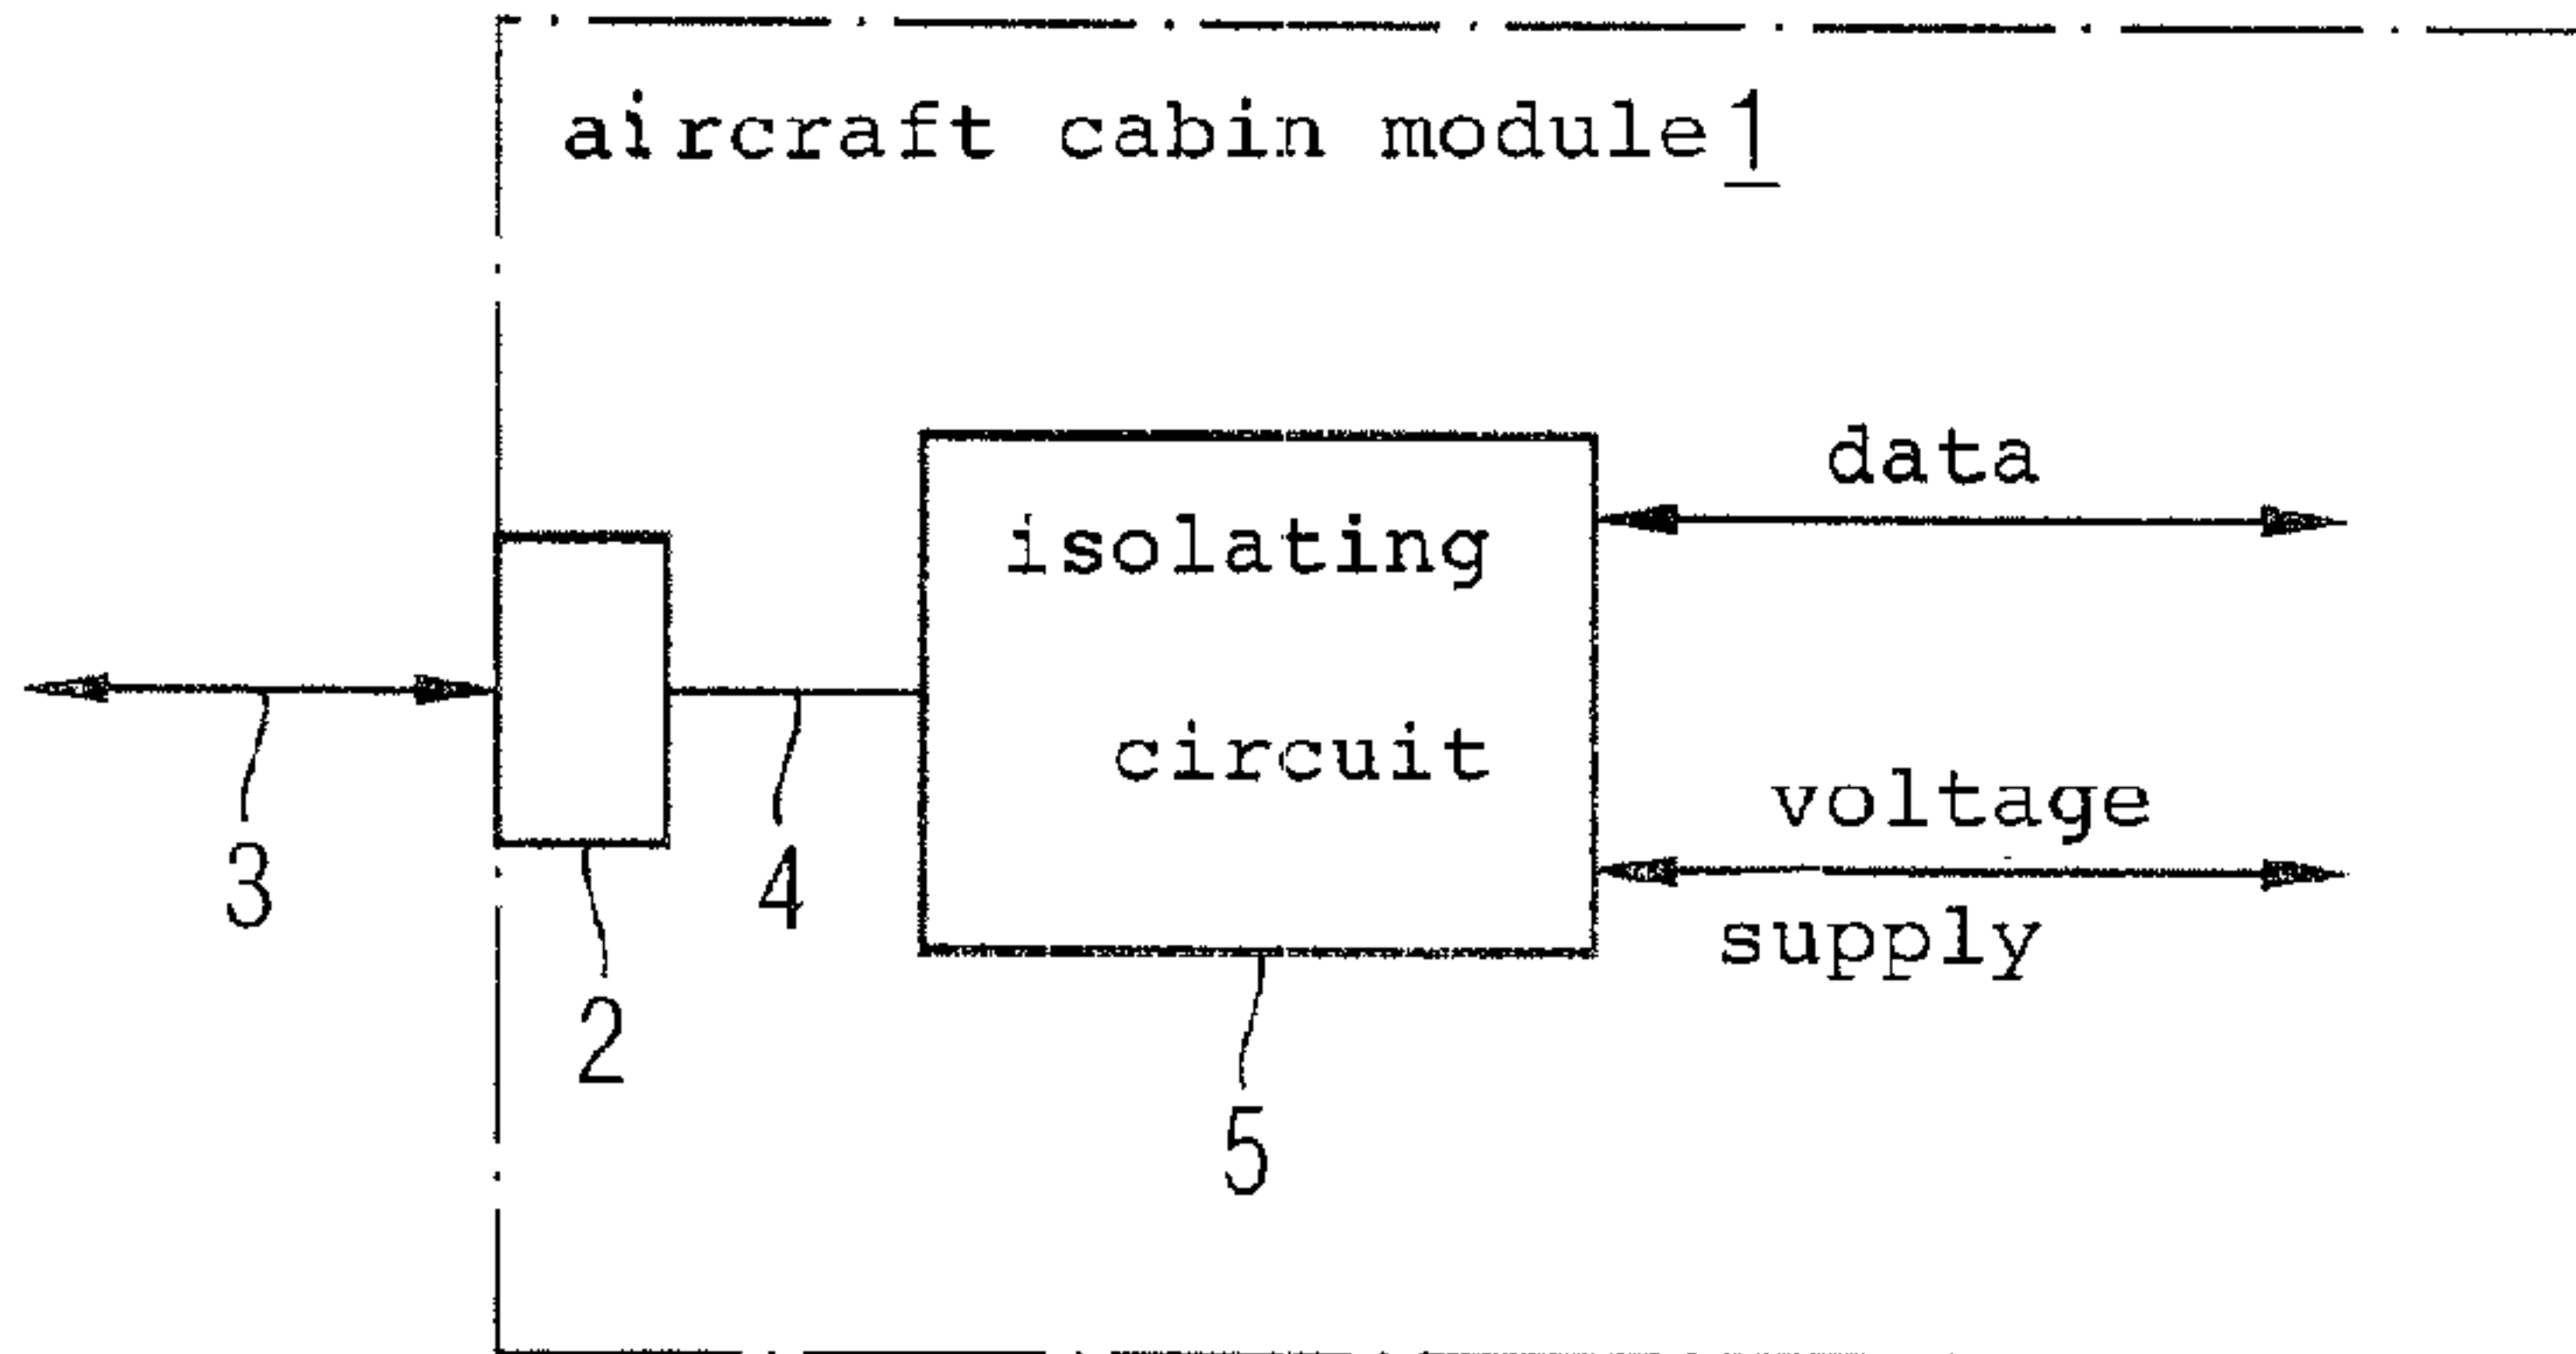 aircraft cabin module 1
data
isolating
circuit
voltage
supply
3
4
2
5